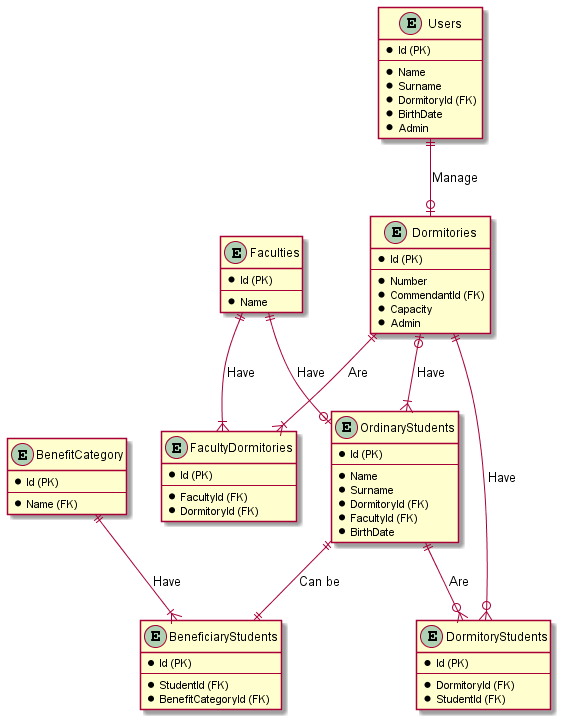 E Users
Id (PK)
Name
Surname
DormitoryId (FK)
BirthDate
Admin
Manage
E Dormitories
Id (PK)
Number
CommendantId (FK)
Capacity
Admin
E Faculties
Id (PK)
Name
Have
Have
Are
Have
Have
E FacultyDormitories
Id (PK)
FacultyId (FK)
DormitoryId (FK)
E OrdinaryStudents
Id (PK)
Name
Surname
DormitoryId (FK)
FacultyId (FK)
BirthDate
E BenefitCategory
Id (PK)
Name (FK)
Have
Can be
Are
E BeneficiaryStudents
Id (PK)
StudentId (FK)
BenefitCategoryId (FK)
E DormitoryStudents
Id (PK)
DormitoryId (FK)
StudentId (FK)